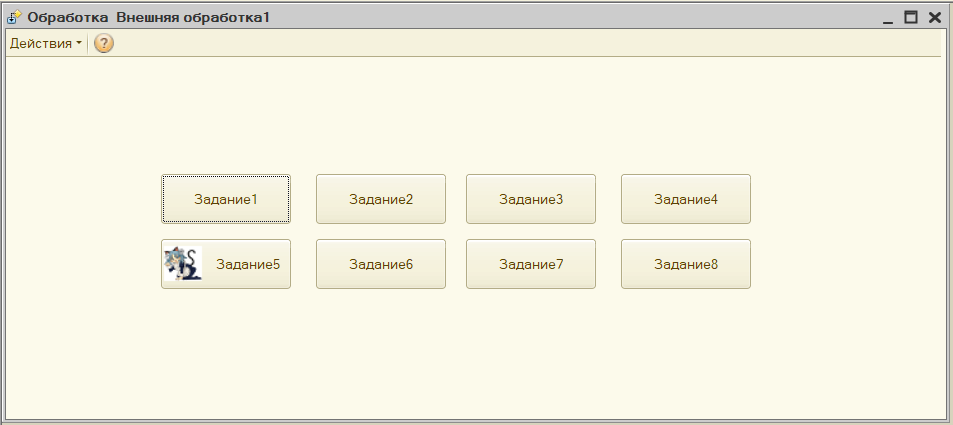 Обработка  Внешняя обработка1
Действия
?
Задание1 Задание2 Задание3 Задание4
Задание5 Задание6 Задание7 Задание8